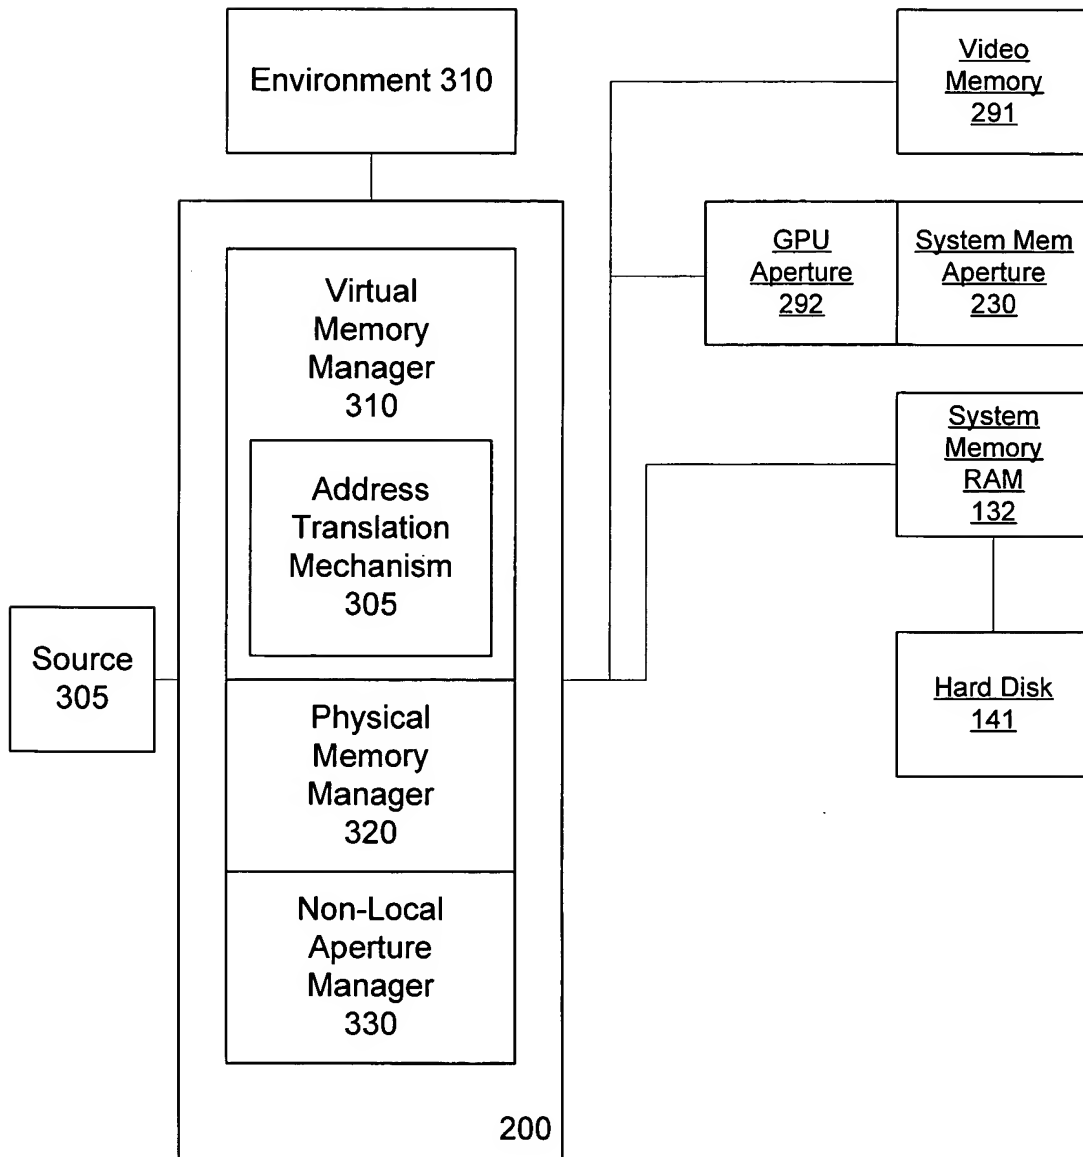 Environment 310
Video
Memory
291
GPU
Aperture
292
System Mem
Aperture
230
Virtual
Memory
Manager
310
System
Memory
RAM
132
Address
Translation
Mechanism
305
Source
305
Hard Disk
141
Physical
Memory
Manager
320
Non-Local
Aperture
Manager
330
200